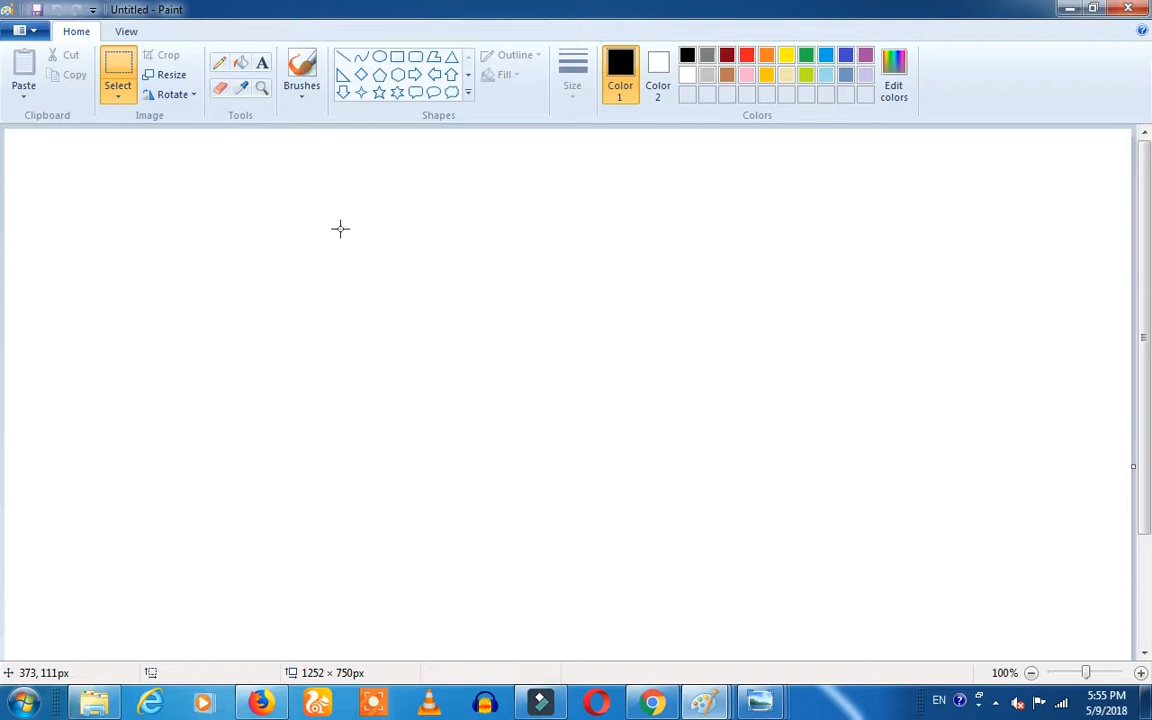 Untitled - Paint
Home View
Paste
Cut
Copy
Clipboard
Select
Crop
Resize
Rotate
Image
A
Tools
Brushes
Outline
Fill
Shapes
Size
Color 1
Color 2
Edit colors
Colors
373, 111px
1252 × 750px
100%
EN
5:55 PM
5/9/2018